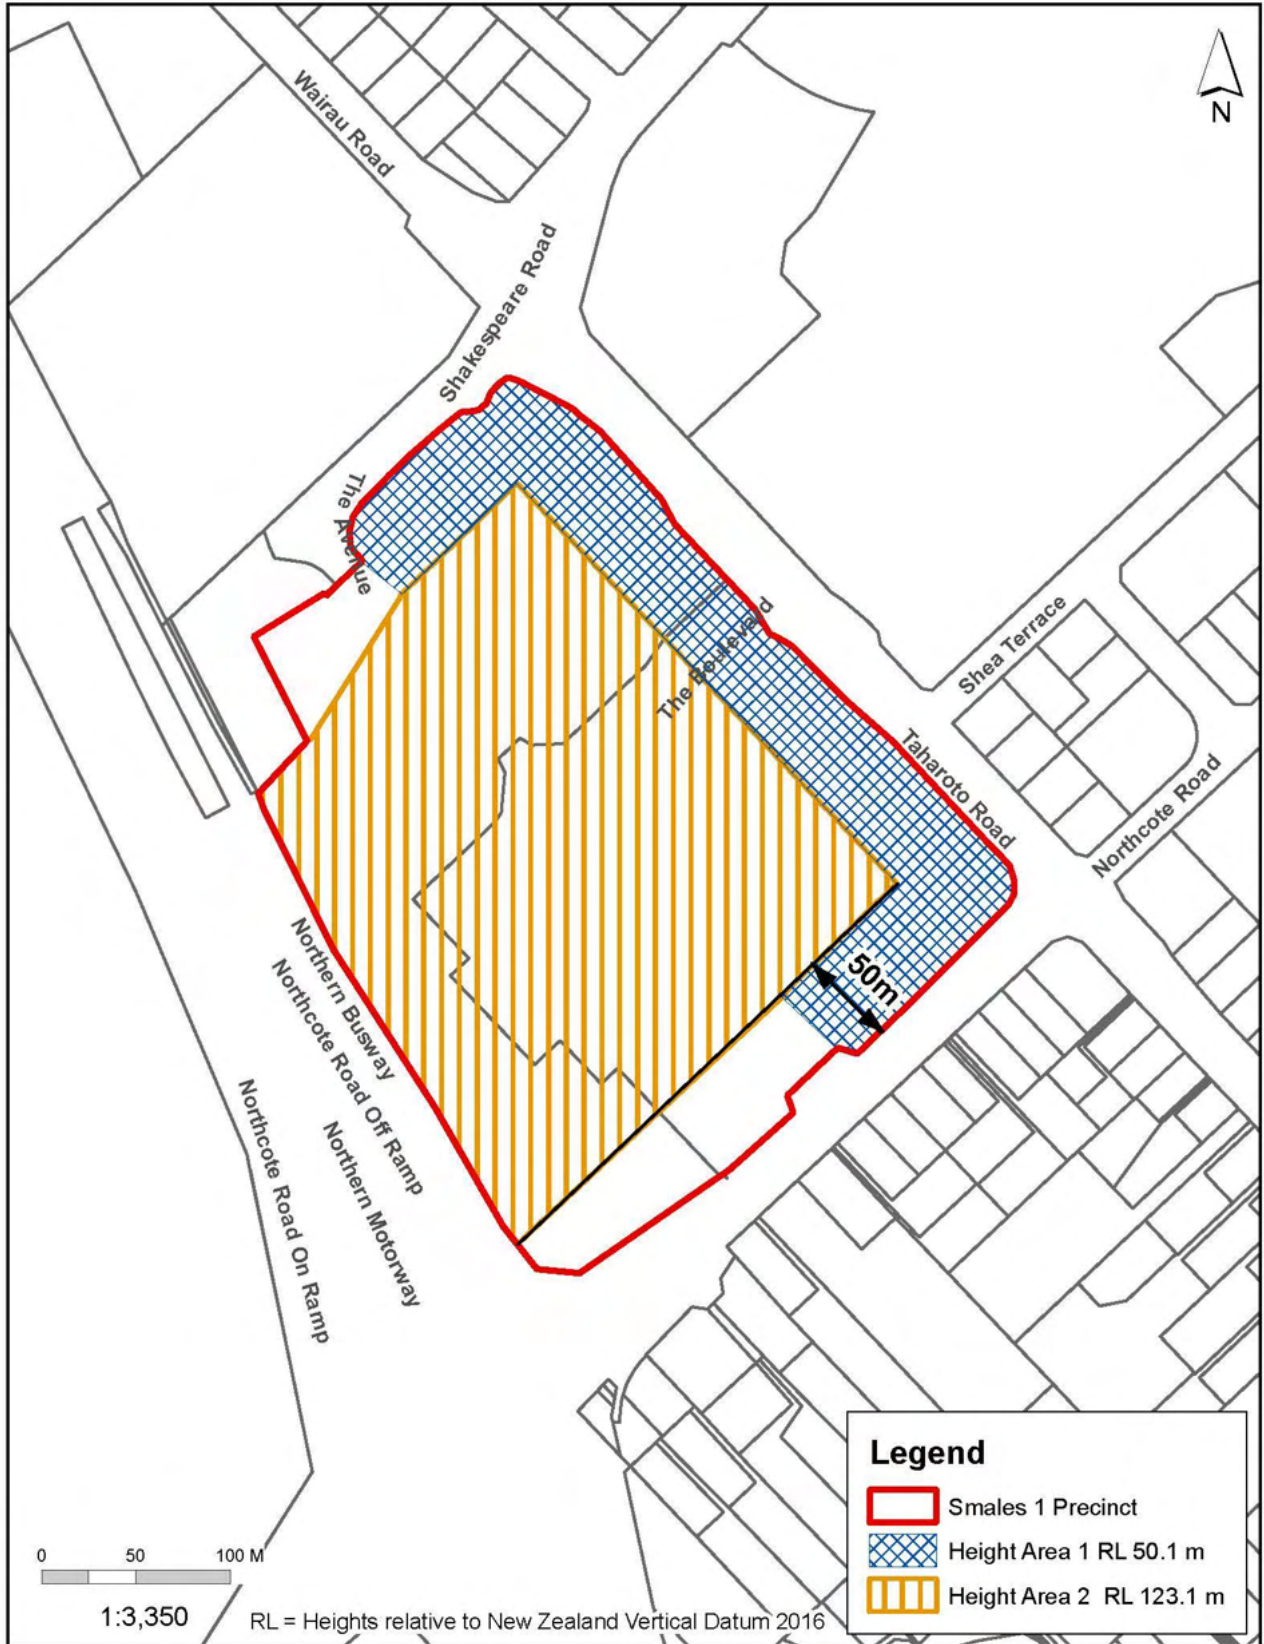 N
Wairau Road
Shakespeare Road
The Avenue
The Boulevard
Shea Terrace
Taharoto Road
Northcote Road
50m
Northern Busway
Northcote Road Off Ramp
Northern Motorway
Northcote Road On Ramp
Legend
Smales 1 Precinct
Height Area 1 RL 50.1 m
Height Area 2 RL 123.1 m
0 50 100 M
1:3,350
RL = Heights relative to New Zealand Vertical Datum 2016